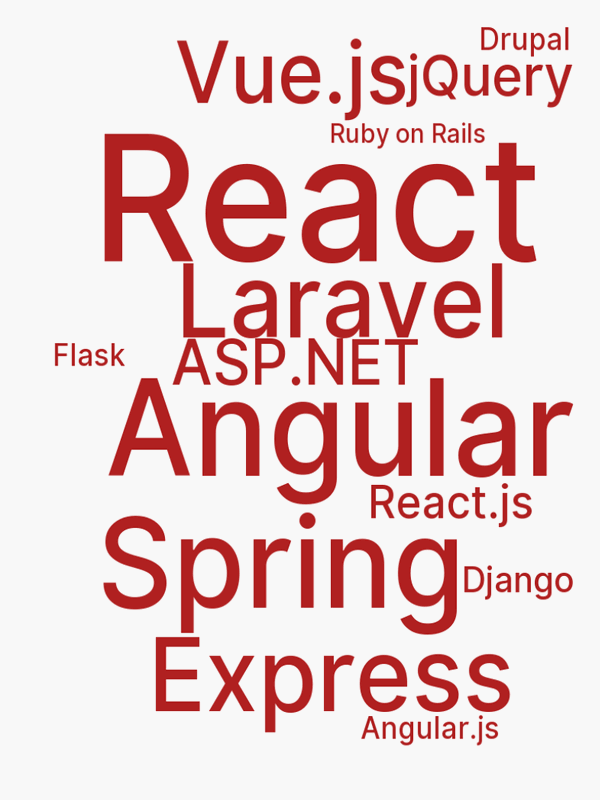 Drupal
Vue.js
jQuery
Ruby on Rails
React
Laravel
Flask
ASP.NET
Angular
React.js
Spring
Django
Express
Angular.js